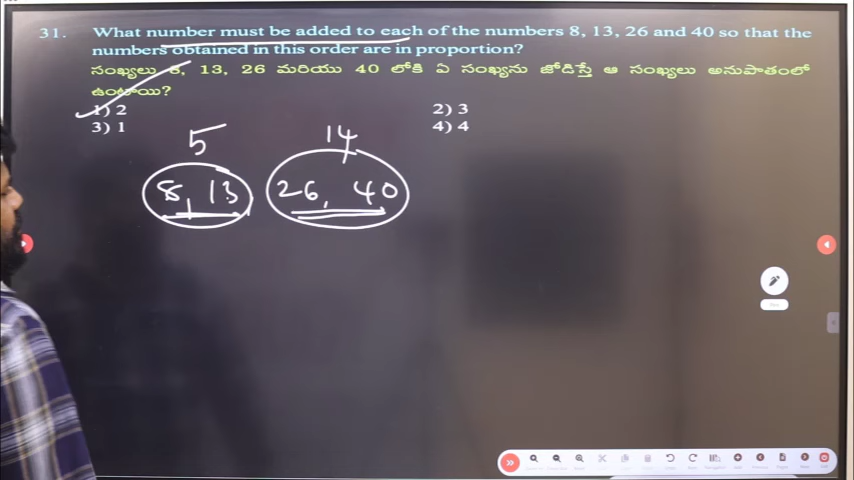 31. What number must be added to each of the numbers 8, 13, 26 and 40 so that the
numbers obtained in this order are in proportion?
సంఖ్యలు 8, 13, 26 మరియు 40 లోకి ఏ సంఖ్యను జోడిస్తే ఆ సంఖ్యలు అనుపాతంలో
ఉంటాయి?
1) 2 2) 3
3) 1 4) 4
5 14
8, 13 26, 40